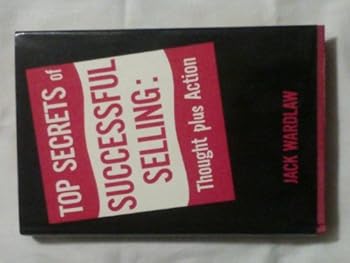 TOP SECRETS of
SUCCESSFUL
SELLING:
Thought plus Action
JACK WARDLAW